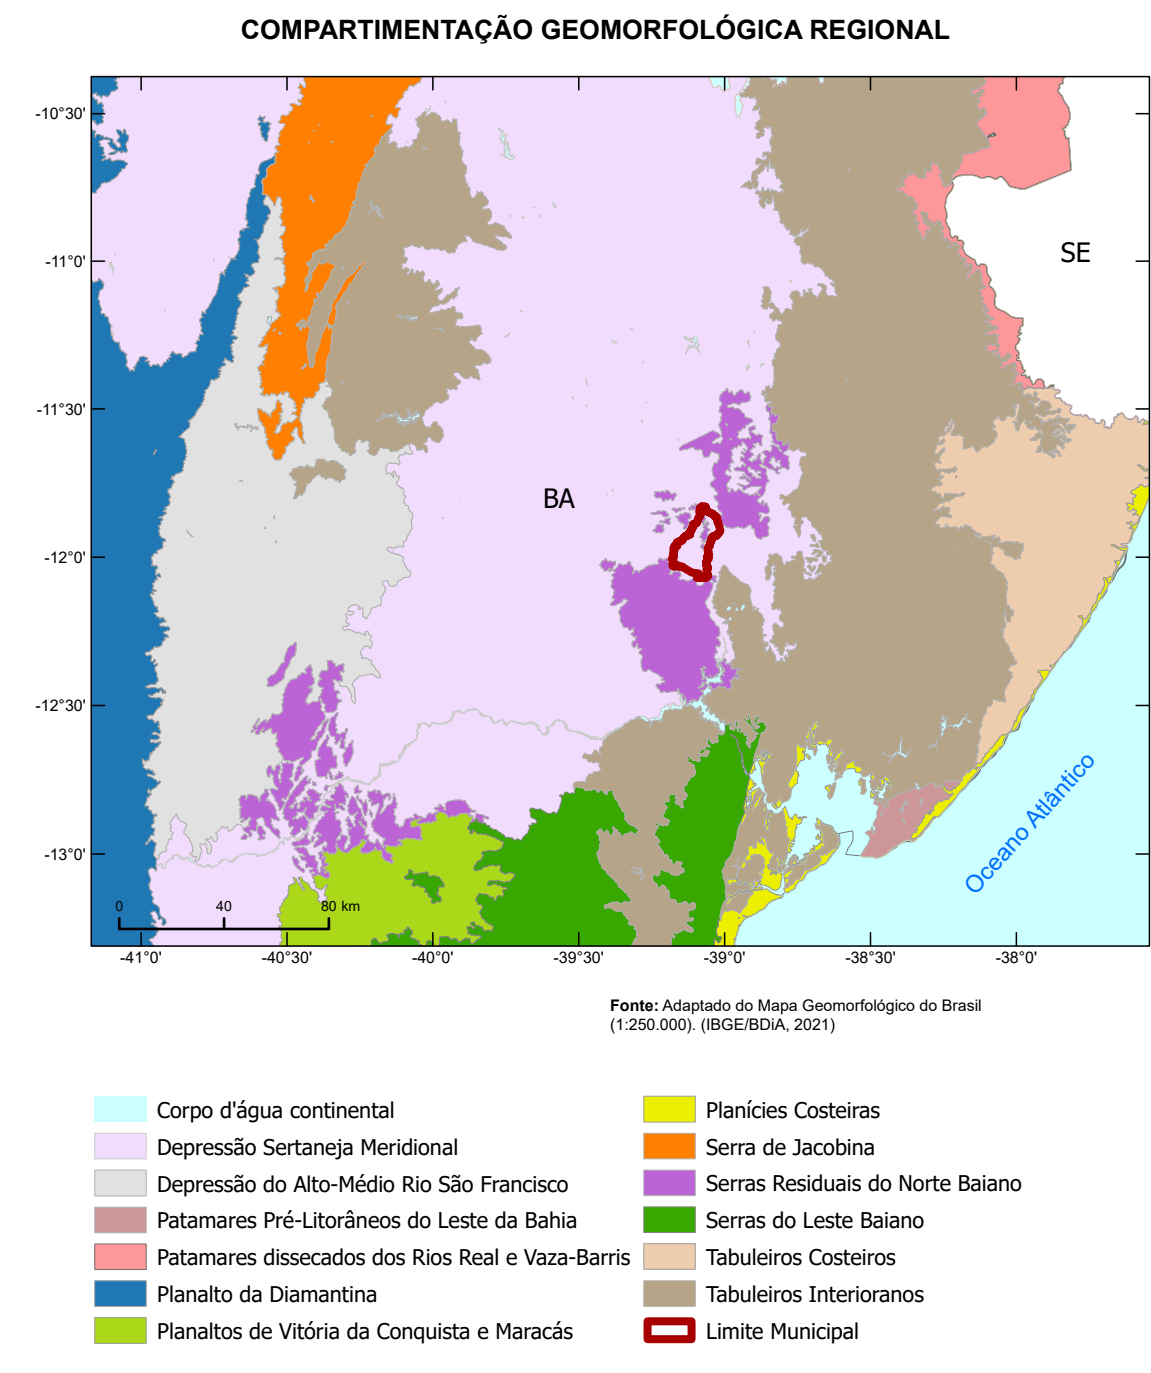 COMPARTIMENTAÇÃO GEOMORFOLÓGICA REGIONAL
-10°30'
-11°0'
-11°30'
-12°0'
-12°30'
-13°0'
SE
BA
Oceano Atlântico
0 40 80 km
-41°0' -40°30' -40°0' -39°30' -39°0' -38°30' -38°0'
Fonte: Adaptado do Mapa Geomorfológico do Brasil
(1:250.000). (IBGE/BDiA, 2021)
Corpo d'água continental
Depressão Sertaneja Meridional
Depressão do Alto-Médio Rio São Francisco
Patamares Pré-Litorâneos do Leste da Bahia
Patamares dissecados dos Rios Real e Vaza-Barris
Planalto da Diamantina
Planaltos de Vitória da Conquista e Maracás
Planícies Costeiras
Serra de Jacobina
Serras Residuais do Norte Baiano
Serras do Leste Baiano
Tabuleiros Costeiros
Tabuleiros Interioranos
Limite Municipal